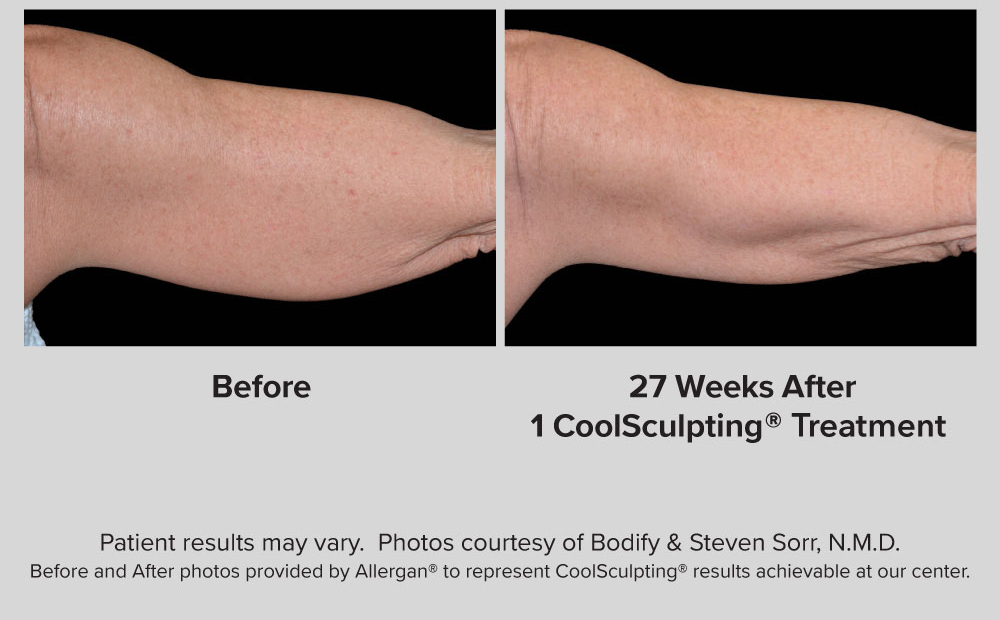 Before
27 Weeks After
1 CoolSculpting® Treatment
Patient results may vary.  Photos courtesy of Bodify & Steven Sorr, N.M.D.
Before and After photos provided by Allergan® to represent CoolSculpting® results achievable at our center.